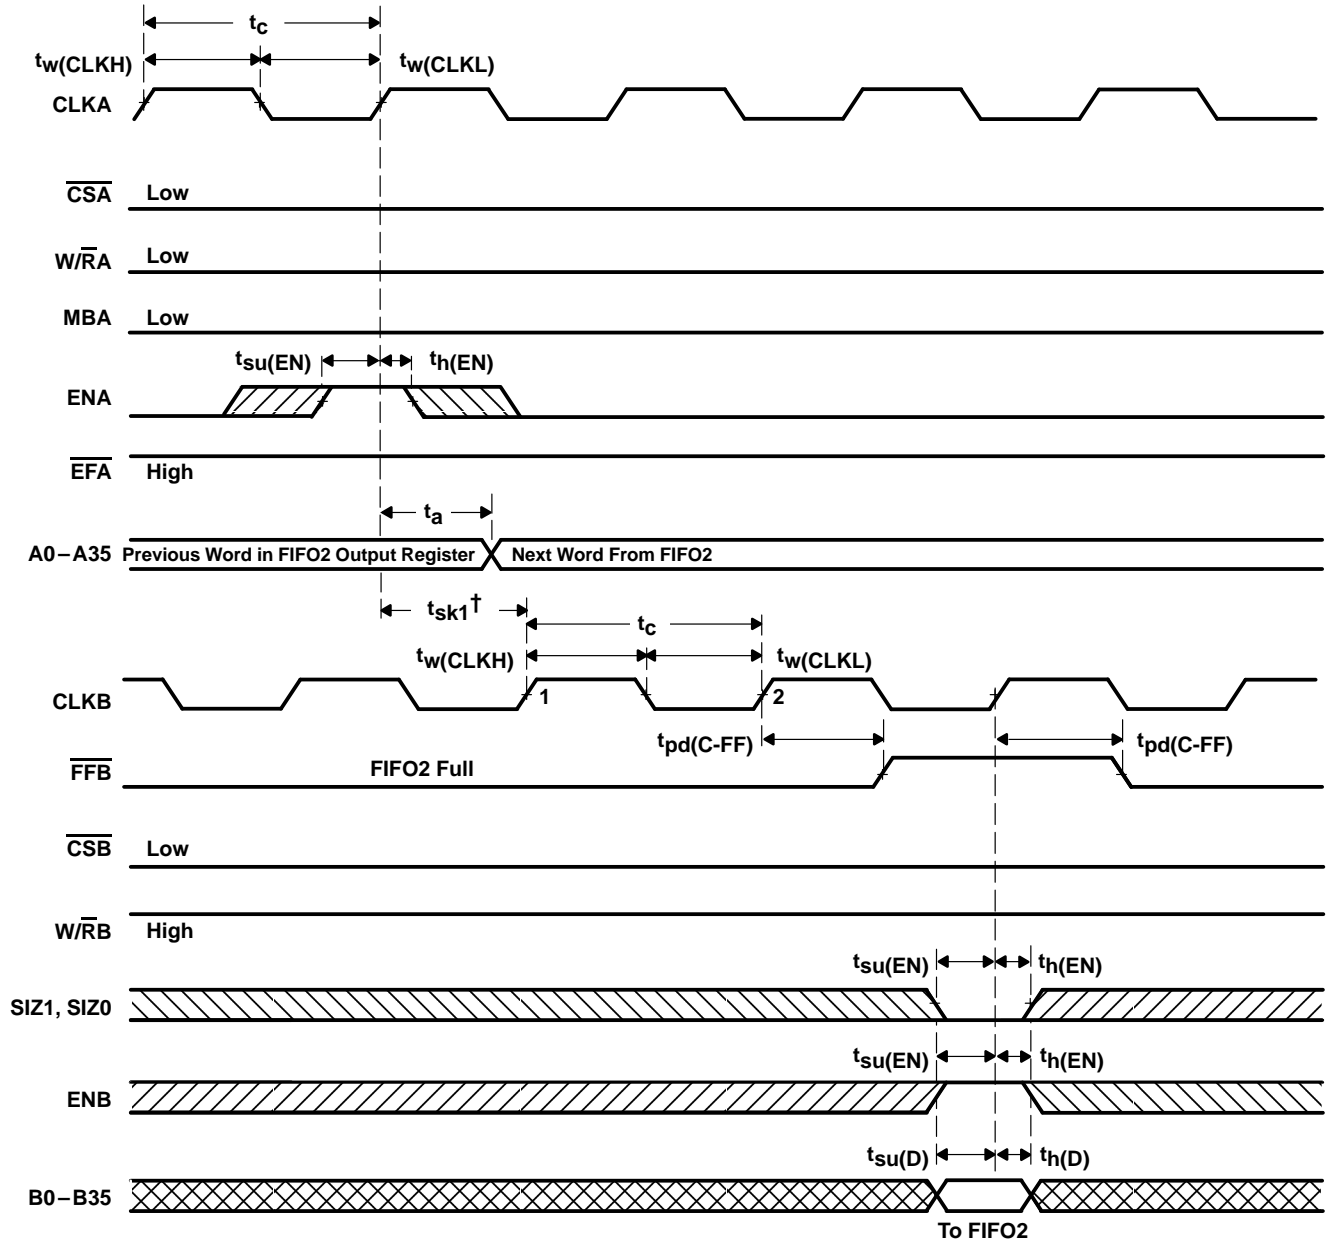 tc
tw(CLKH) tw(CLKL)
CLKA
CSA Low
W/RA Low
MBA Low
tsu(EN) th(EN)
ENA
EFA High
ta
A0–A35 Previous Word in FIFO2 Output Register Next Word From FIFO2
tsk1†
tc
tw(CLKH) tw(CLKL)
CLKB 1 2
tpd(C-FF) tpd(C-FF)
FFB FIFO2 Full
CSB Low
W/RB High
tsu(EN) th(EN)
SIZ1, SIZ0
tsu(EN) th(EN)
ENB
tsu(D) th(D)
B0–B35
To FIFO2